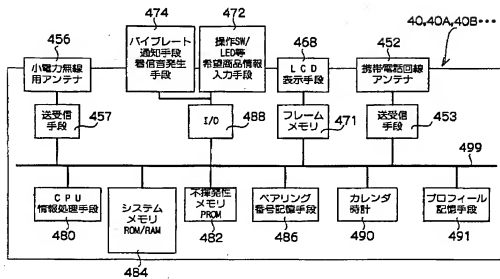 474
472
40,40A,40B・・・
456
468
452
小電力無線
用アンテナ
バイブレート
通知手段
着信音発生
手段
操作SW/
LED等
希望商品情報
入力手段
LCD
表示手段
携帯電話回線
アンテナ
送受信
手段
457
I/O
488
フレーム
メモリ
471
送受信
手段
453
499
CPU
情報処理手段
480
システム
メモリ
ROM/RAM
484
不揮発性
メモリ
PROM
482
ペアリング
番号記憶手段
486
カレンダ
時計
490
プロフィール
記憶手段
491